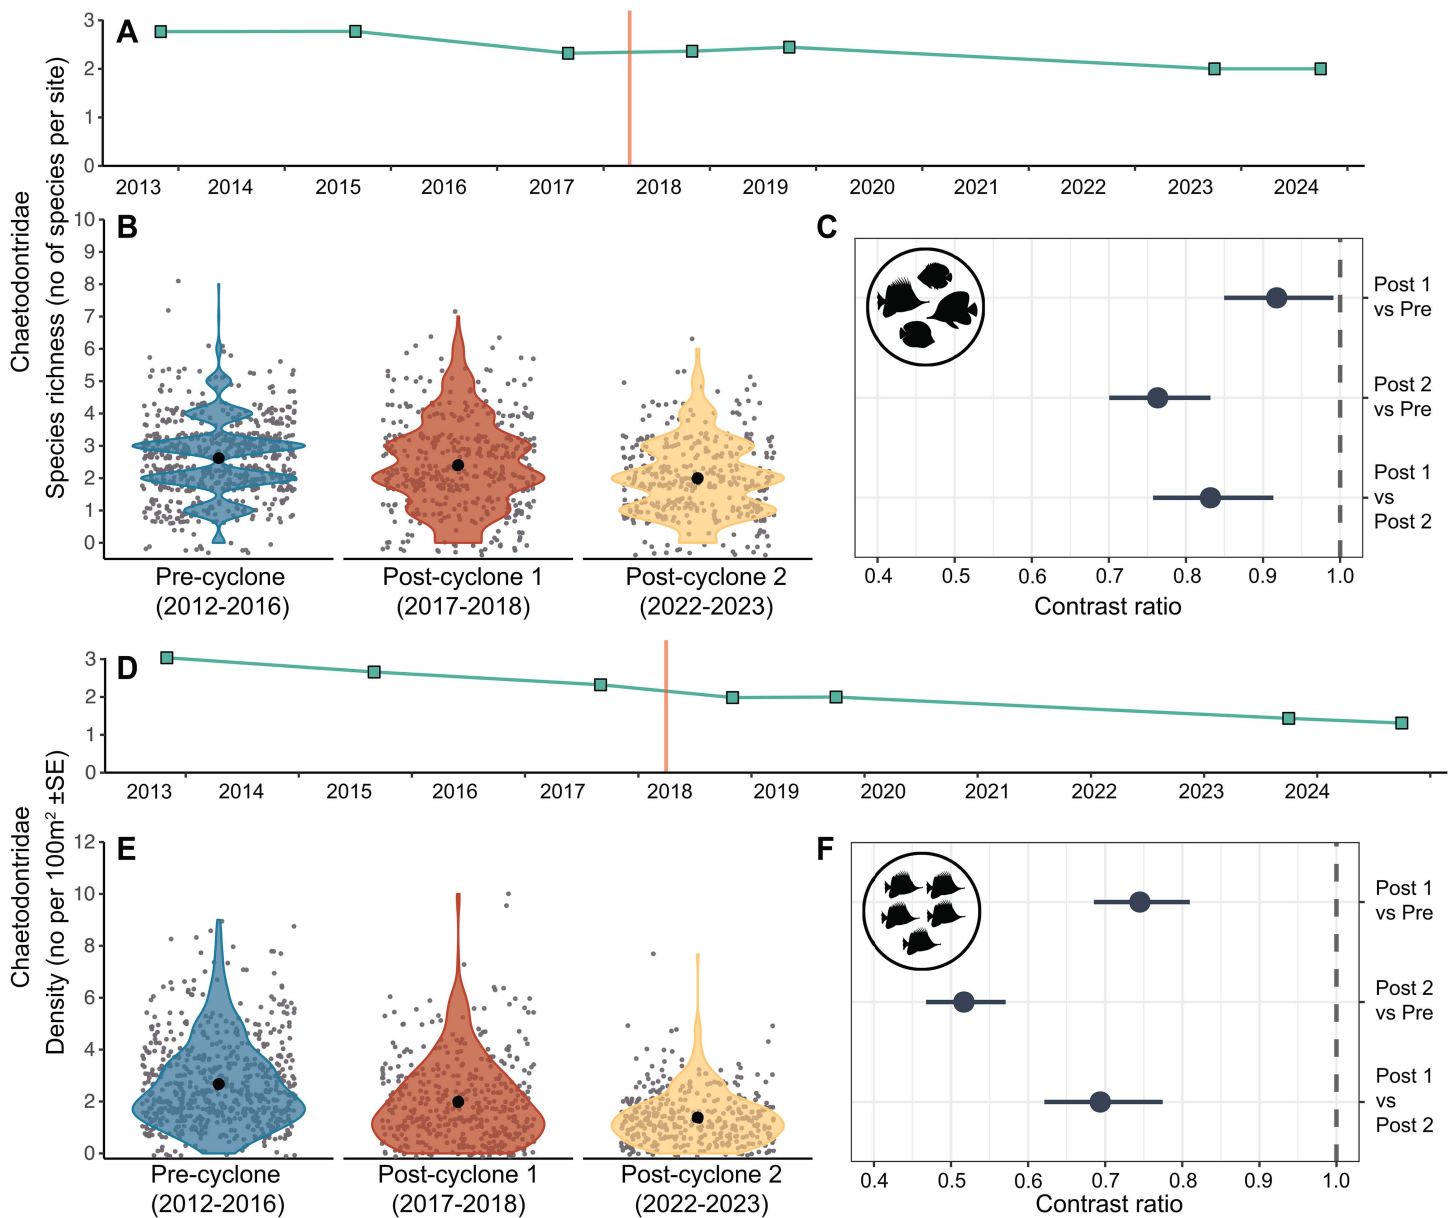 Chaetodontridae
Species richness (no of species per site)
A
3
2
1
0
2013 2014 2015 2016 2017 2018 2019 2020 2021 2022 2023 2024
B
10
9
8
7
6
5
4
3
2
1
0
Pre-cyclone
(2012-2016)
Post-cyclone 1
(2017-2018)
Post-cyclone 2
(2022-2023)
C
Post 1
vs Pre
Post 2
vs Pre
Post 1
vs
Post 2
0.4 0.5 0.6 0.7 0.8 0.9 1.0
Contrast ratio
Chaetodontridae
Density (no per 100m² ±SE)
D
3
2
1
0
2013 2014 2015 2016 2017 2018 2019 2020 2021 2022 2023 2024
E
12
10
8
6
4
2
0
Pre-cyclone
(2012-2016)
Post-cyclone 1
(2017-2018)
Post-cyclone 2
(2022-2023)
F
Post 1
vs Pre
Post 2
vs Pre
Post 1
vs
Post 2
0.4 0.5 0.6 0.7 0.8 0.9 1.0
Contrast ratio